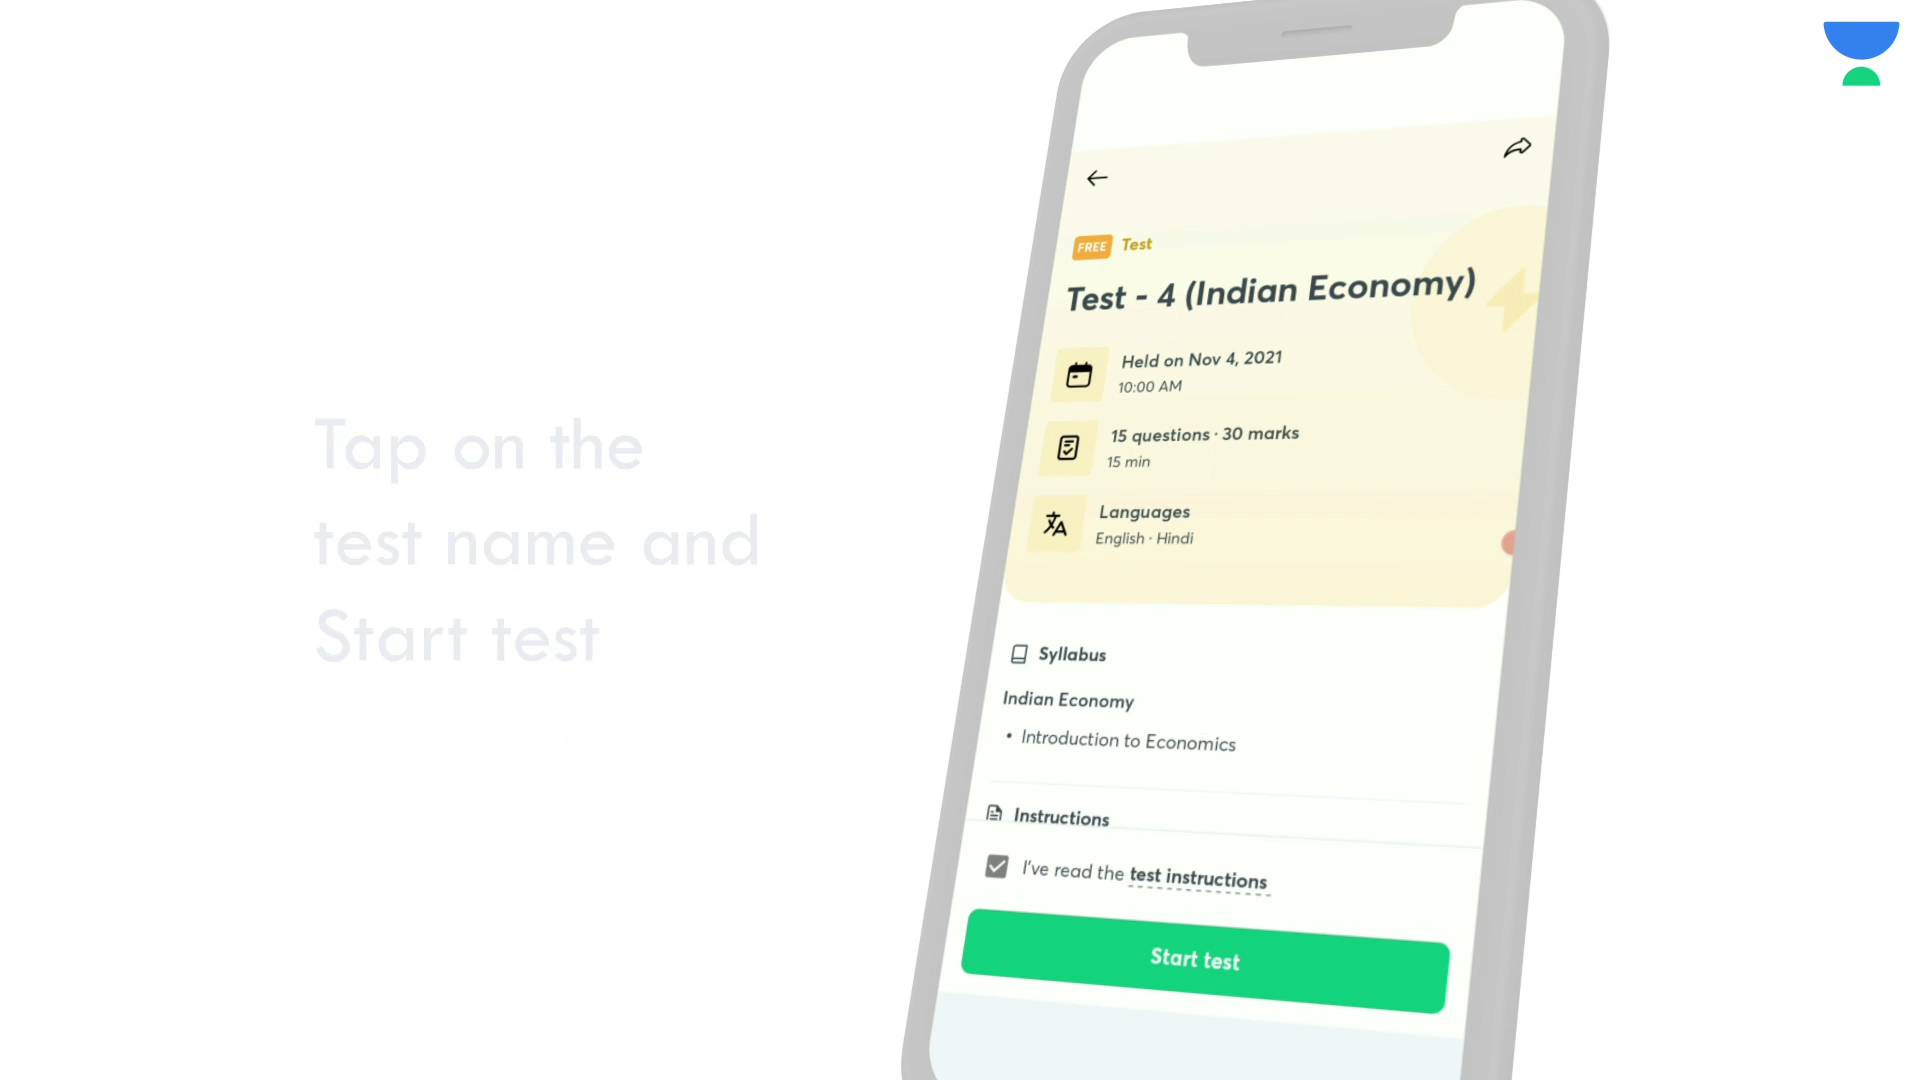 Tap on the
test name and
Start test
FREE Test
Test - 4 (Indian Economy)
Held on Nov 4, 2021
10:00 AM
15 questions · 30 marks
15 min
Languages
English · Hindi
Syllabus
Indian Economy
• Introduction to Economics
Instructions
I've read the test instructions
Start test